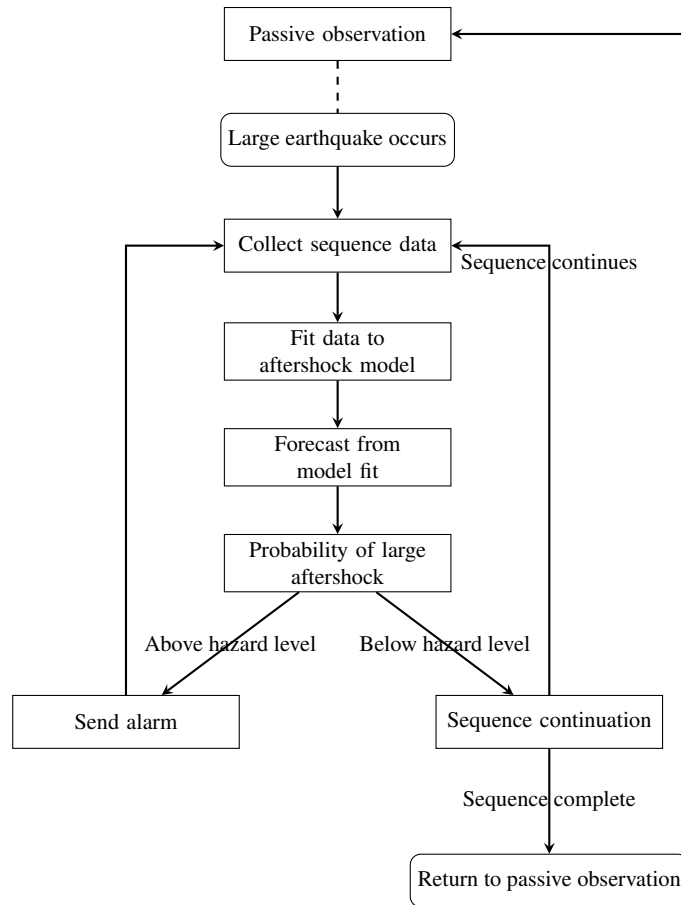 Passive observation
Large earthquake occurs
Collect sequence data
Sequence continues
Fit data to
aftershock model
Forecast from
model fit
Probability of large
aftershock
Above hazard level
Below hazard level
Send alarm
Sequence continuation
Sequence complete
Return to passive observation